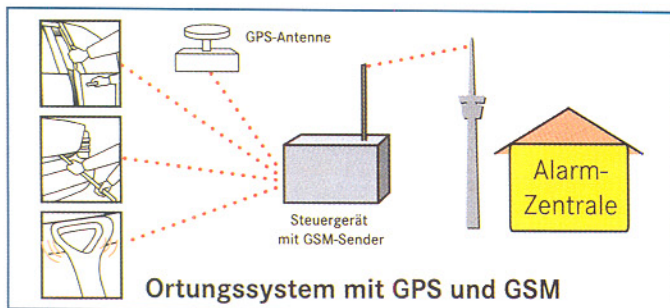 GPS-Antenne
Steuergerät
mit GSM-Sender
Alarm-
Zentrale
Ortungssystem mit GPS und GSM